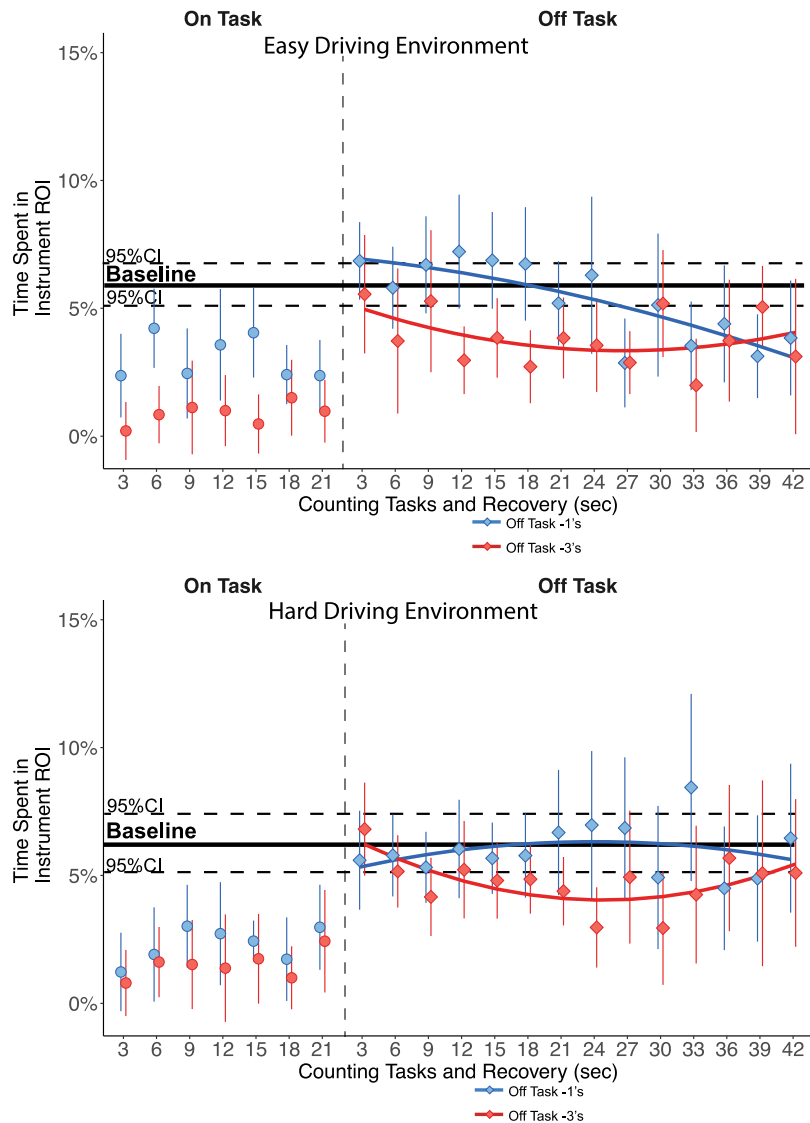 On Task Off Task
Easy Driving Environment
15%
10%
5%
0%
Time Spent in
Instrument ROI
95%CI
Baseline
95%CI
3 6 9 12 15 18 21 3 6 9 12 15 18 21 24 27 30 33 36 39 42
Counting Tasks and Recovery (sec)
Off Task -1's
Off Task -3's
On Task Off Task
Hard Driving Environment
15%
10%
5%
0%
Time Spent in
Instrument ROI
95%CI
Baseline
95%CI
3 6 9 12 15 18 21 3 6 9 12 15 18 21 24 27 30 33 36 39 42
Counting Tasks and Recovery (sec)
Off Task -1's
Off Task -3's